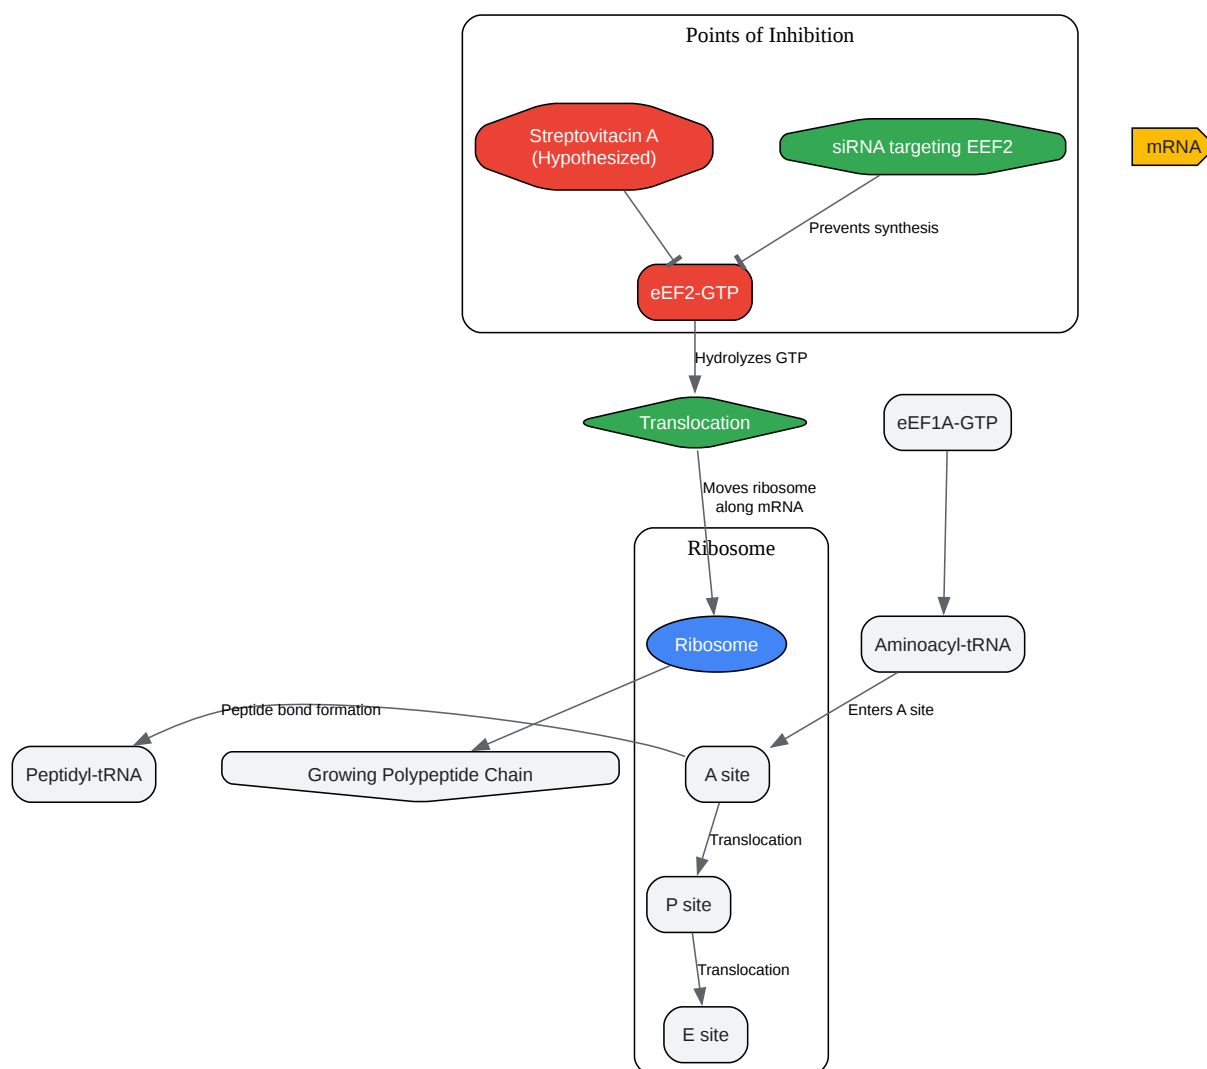 Points of Inhibition
Streptovitacin A
(Hypothesized)
siRNA targeting EEF2
mRNA
Prevents synthesis
eEF2-GTP
Hydrolyzes GTP
Translocation
eEF1A-GTP
Moves ribosome
along mRNA
Ribosome
Ribosome
Aminoacyl-tRNA
Peptide bond formation
Enters A site
Peptidyl-tRNA
Growing Polypeptide Chain
A site
Translocation
P site
Translocation
E site